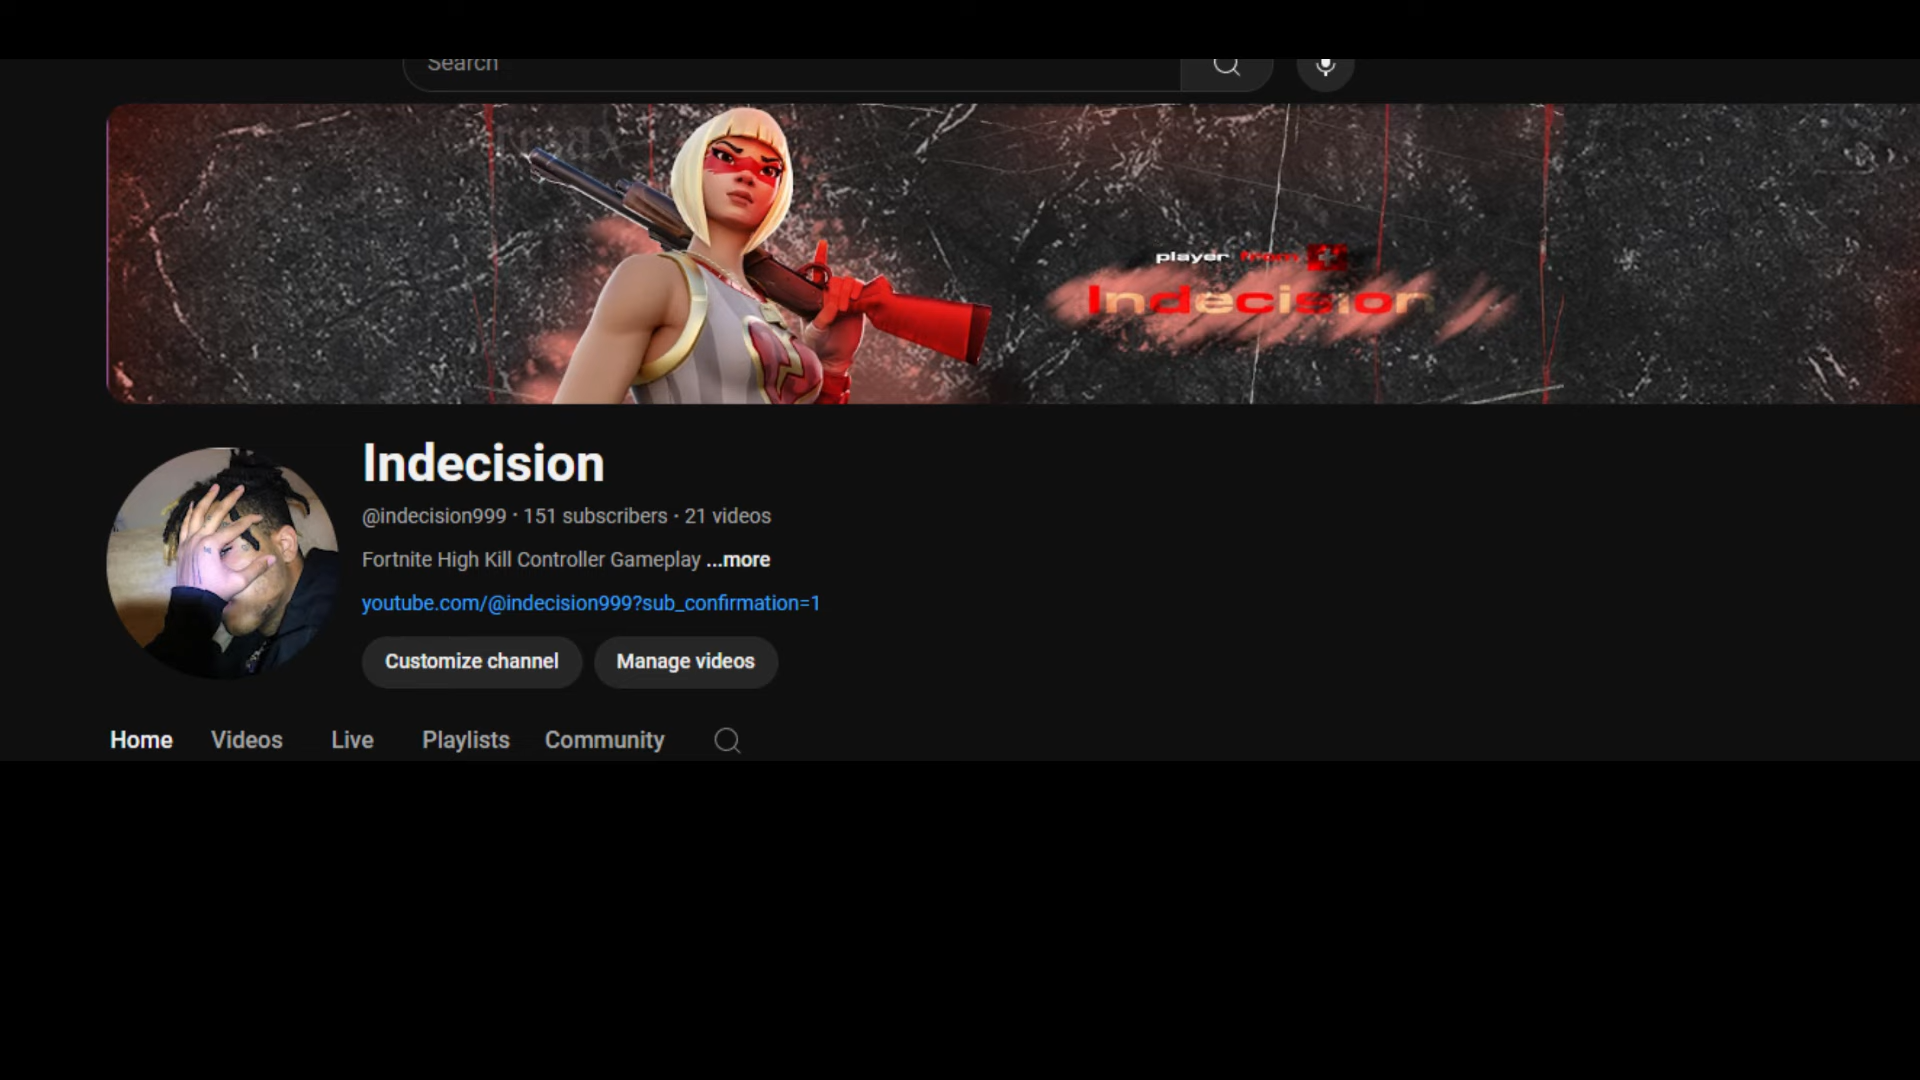 Search
player from
Indecision
Indecision
@indecision999 · 151 subscribers · 21 videos
Fortnite High Kill Controller Gameplay ...more
youtube.com/@indecision999?sub_confirmation=1
Customize channel Manage videos
Home Videos Live Playlists Community